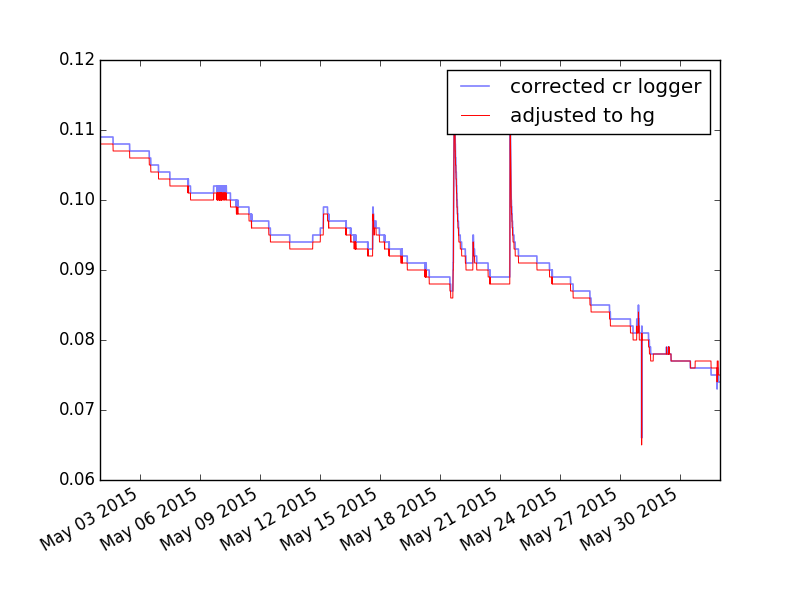 0.12
corrected cr logger
adjusted to hg
0.11
0.10
0.09
0.08
0.07
0.06
May 03 2015
May 06 2015
May 09 2015
May 12 2015
May 15 2015
May 18 2015
May 21 2015
May 24 2015
May 27 2015
May 30 2015